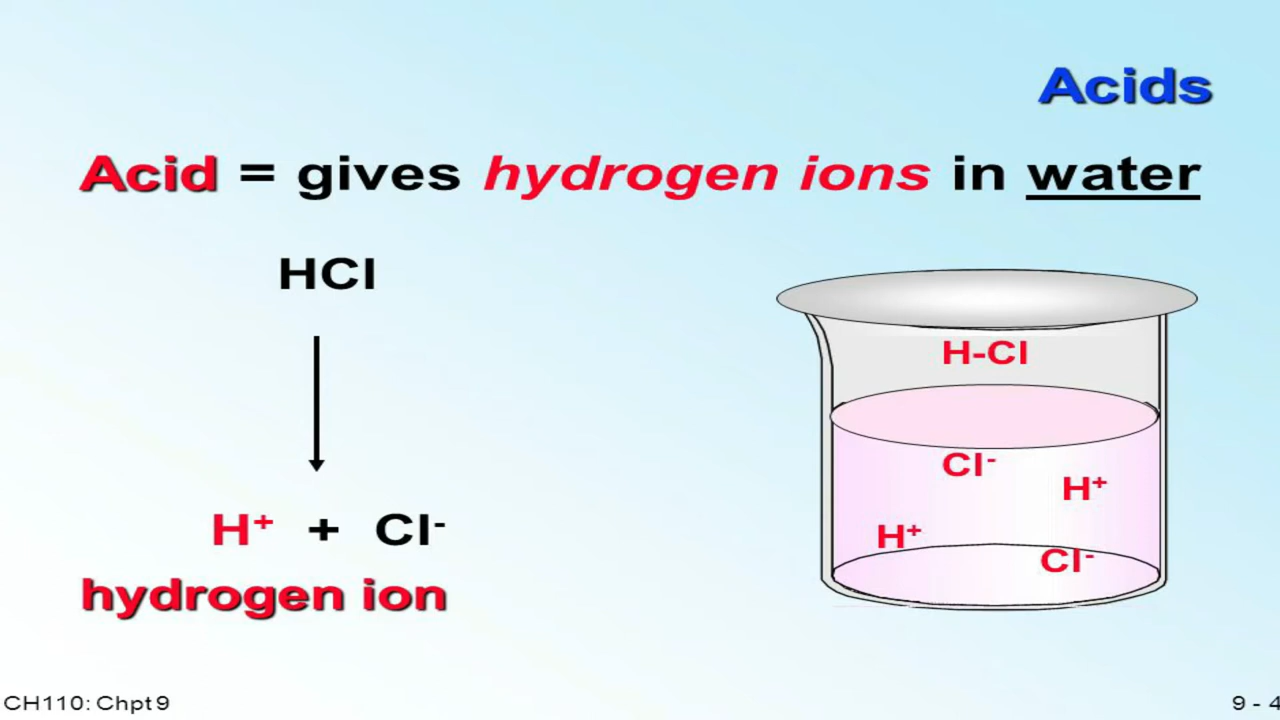 Acids
Acid = gives hydrogen ions in water
HCl
H+ + Cl-
hydrogen ion
H-Cl
Cl-
H+
H+
Cl-
CH110: Chpt 9
9 - 4